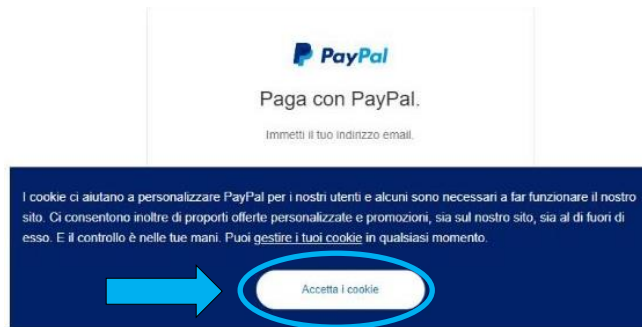 PayPal
Paga con PayPal.
Immetti il tuo indirizzo email.
I cookie ci aiutano a personalizzare PayPal per i nostri utenti e alcuni sono necessari a far funzionare il nostro
sito. Ci consentono inoltre di proporti offerte personalizzate e promozioni, sia sul nostro sito, sia al di fuori di
esso. E il controllo è nelle tue mani. Puoi gestire i tuoi cookie in qualsiasi momento.
Accetta i cookie